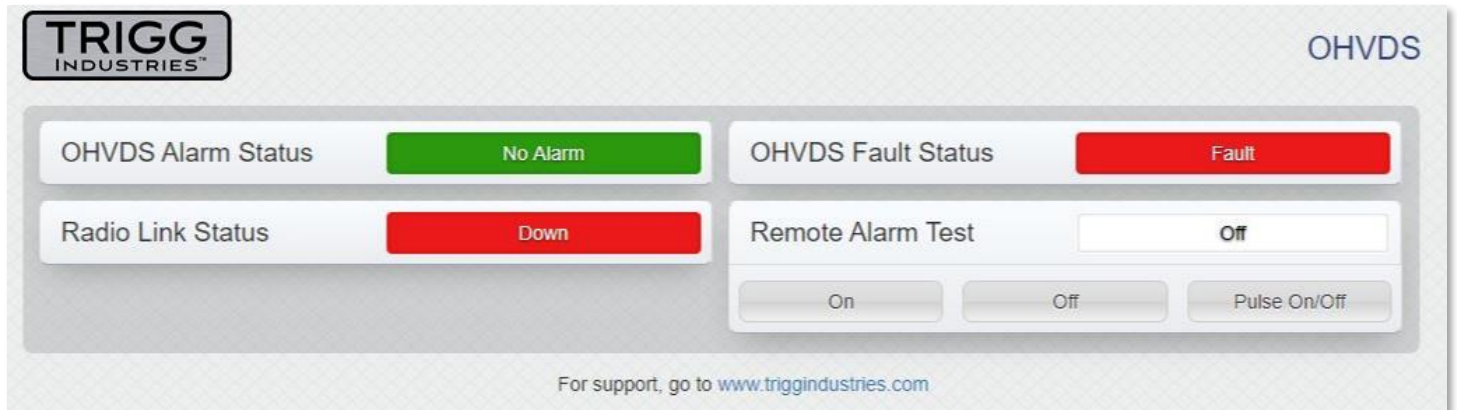 TRIGG
INDUSTRIES™
OHVDS
OHVDS Alarm Status No Alarm
OHVDS Fault Status Fault
Radio Link Status Down
Remote Alarm Test Off
On Off Pulse On/Off
For support, go to www.triggindustries.com